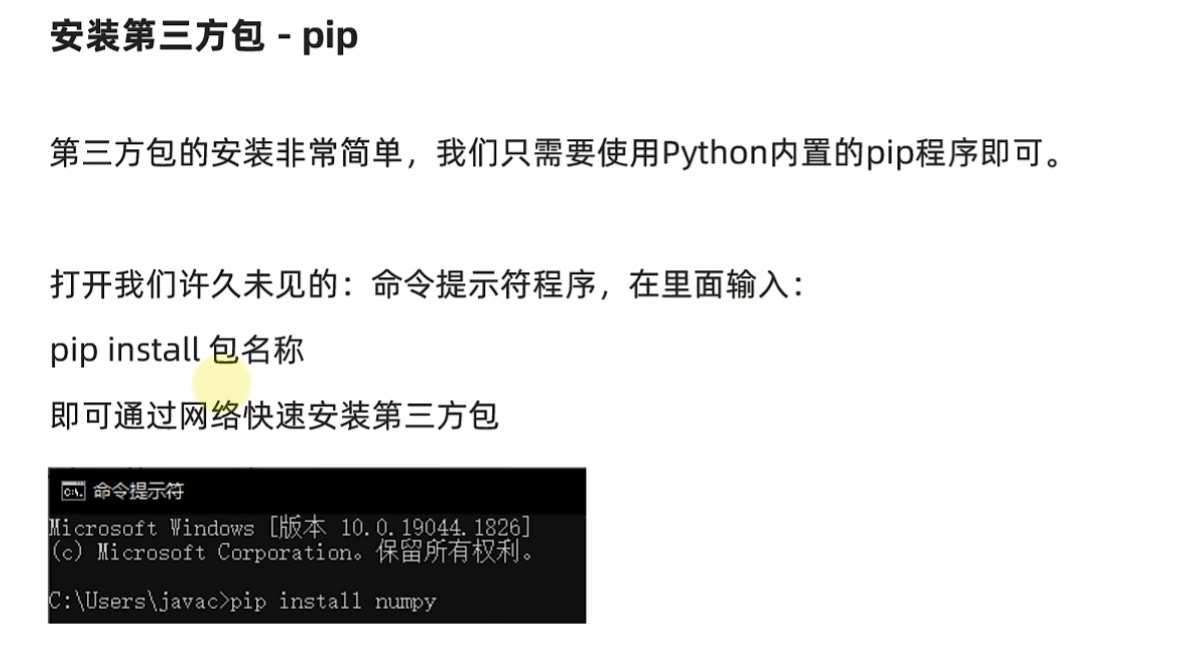 安装第三方包 - pip
第三方包的安装非常简单，我们只需要使用Python内置的pip程序即可。
打开我们许久未见的：命令提示符程序，在里面输入：
pip install 包名称
即可通过网络快速安装第三方包
命令提示符
Microsoft Windows [版本 10.0.19044.1826]
(c) Microsoft Corporation。保留所有权利。
C:\Users\javac>pip install numpy